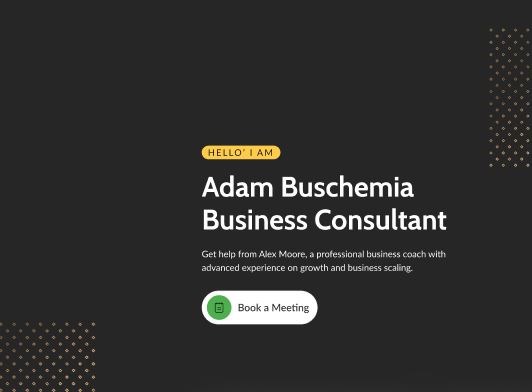 HELLO' I AM
Adam Buschemia
Business Consultant
Get help from Alex Moore, a professional business coach with
advanced experience on growth and business scaling.
Book a Meeting